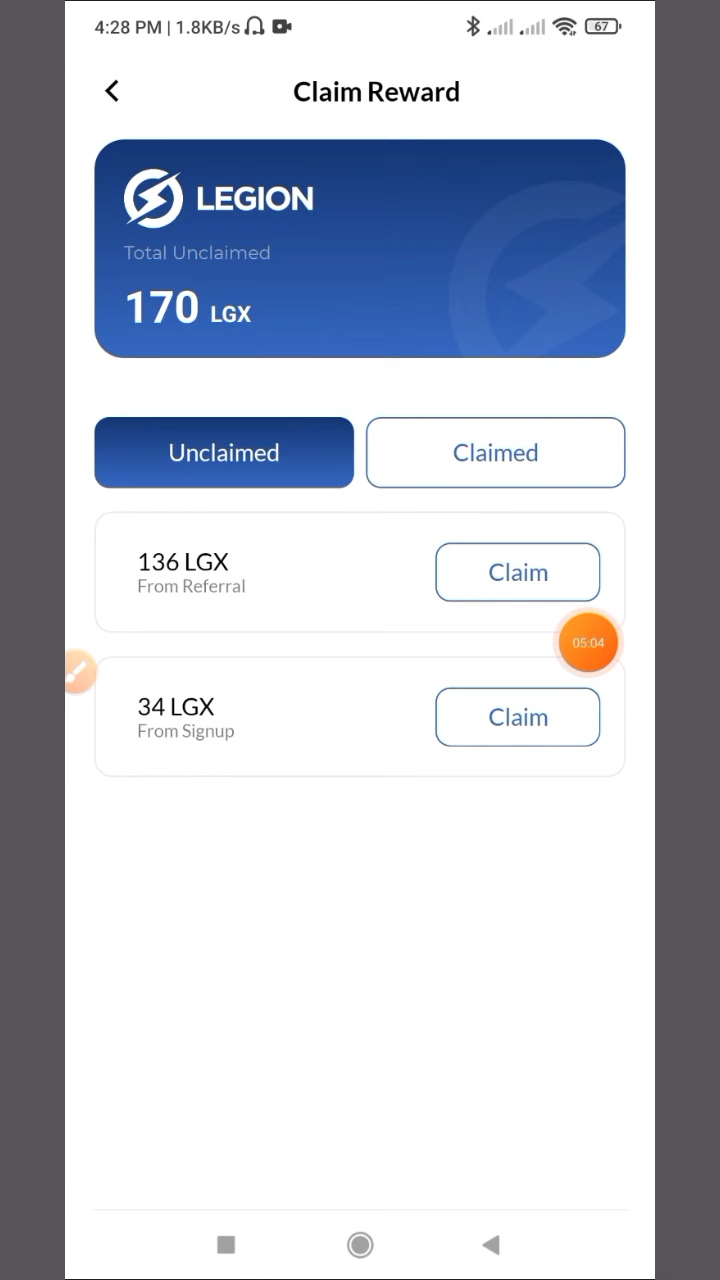 4:28 PM | 1.8KB/s 67
Claim Reward
LEGION
Total Unclaimed
170 LGX
Unclaimed Claimed
136 LGX
From Referral
Claim
05:04
34 LGX
From Signup
Claim